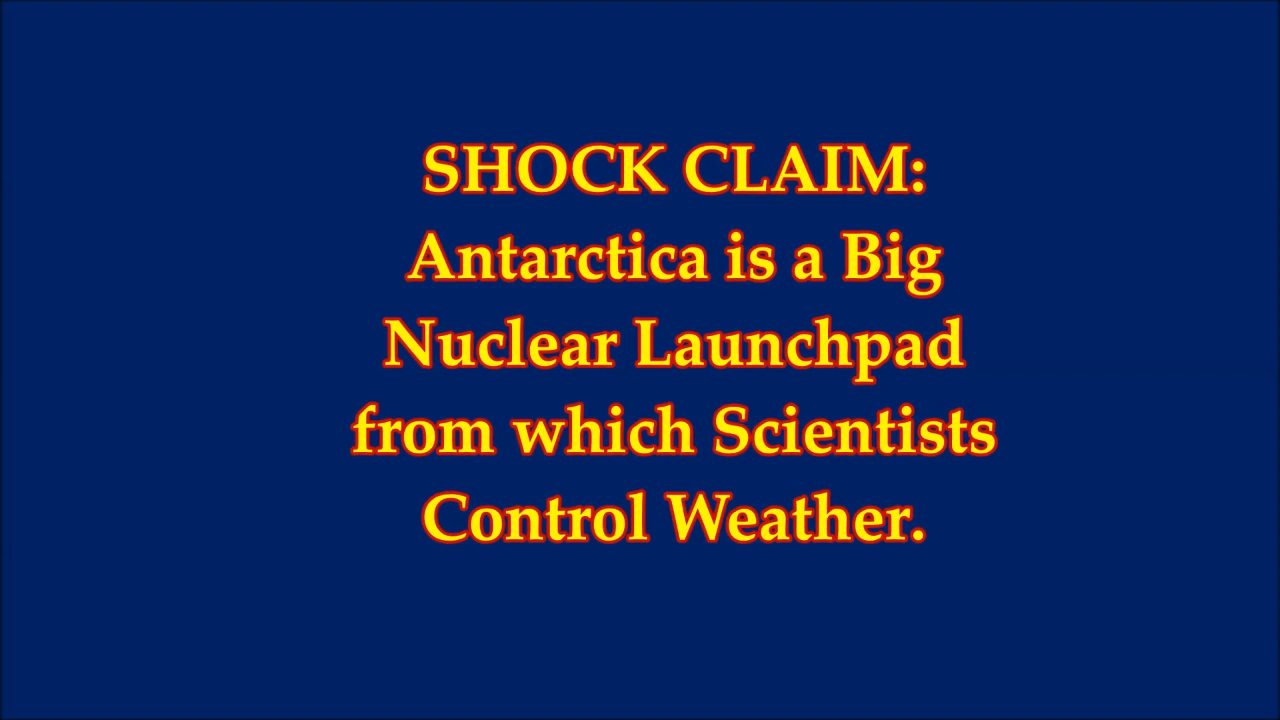 SHOCK CLAIM:
Antarctica is a Big
Nuclear Launchpad
from which Scientists
Control Weather.